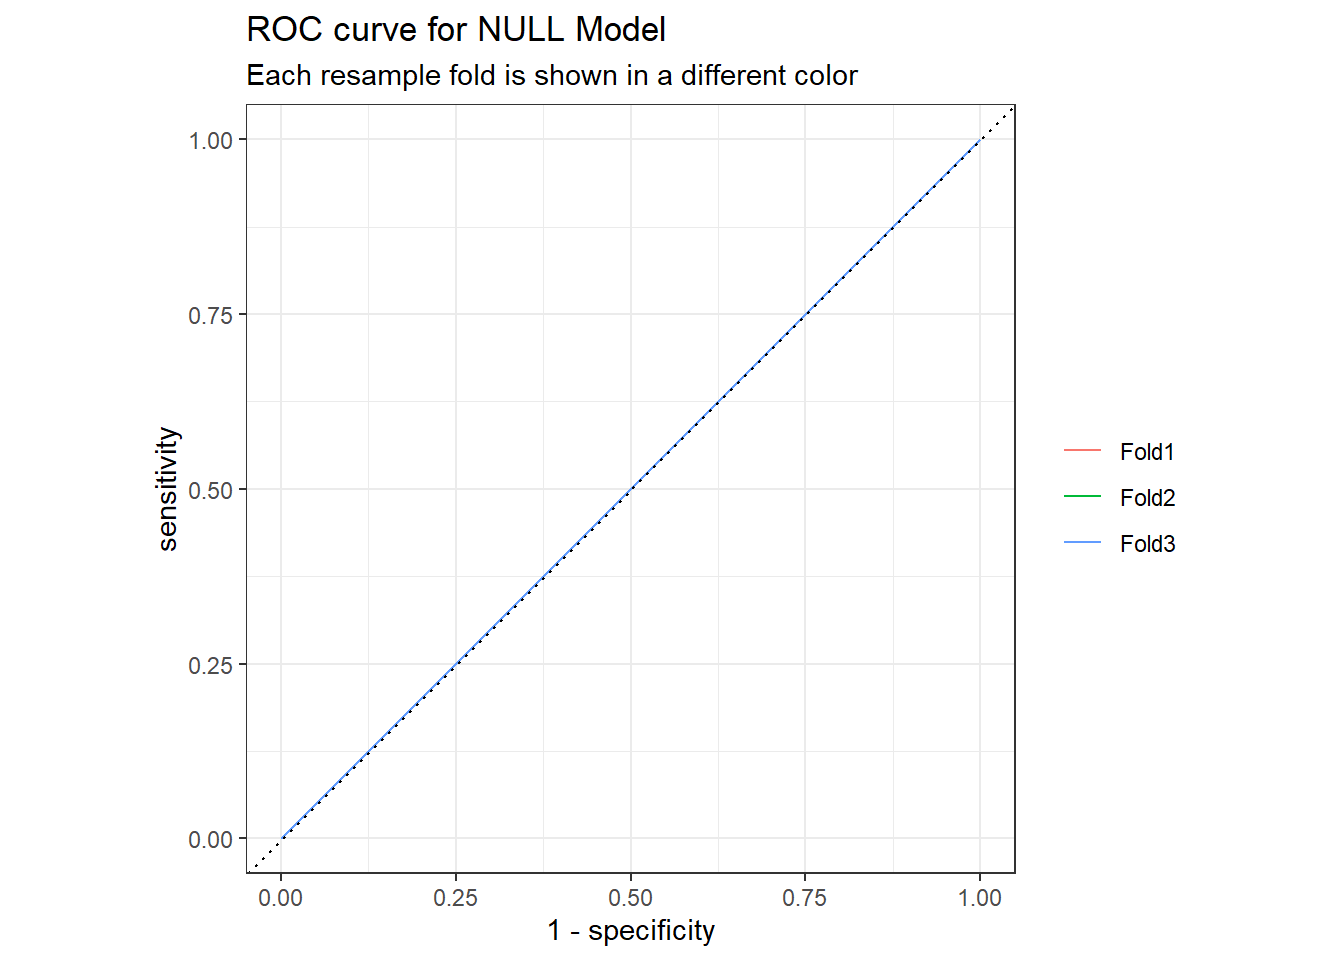 ROC curve for NULL Model
Each resample fold is shown in a different color
1.00
0.75
0.50
0.25
0.00
sensitivity
0.00 0.25 0.50 0.75 1.00
1 - specificity
Fold1
Fold2
Fold3